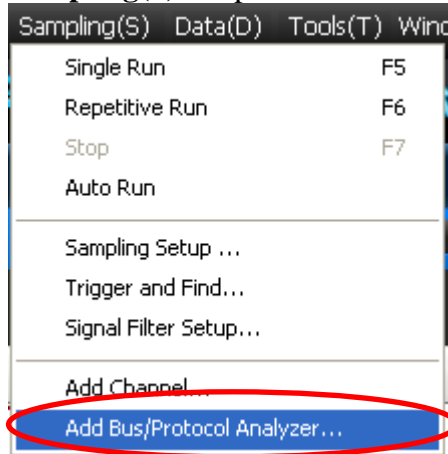 Sampling(S) Data(D) Tools(T) Wind
Single Run F5
Repetitive Run F6
Stop F7
Auto Run
Sampling Setup ...
Trigger and Find...
Signal Filter Setup...
Add Channel...
Add Bus/Protocol Analyzer...